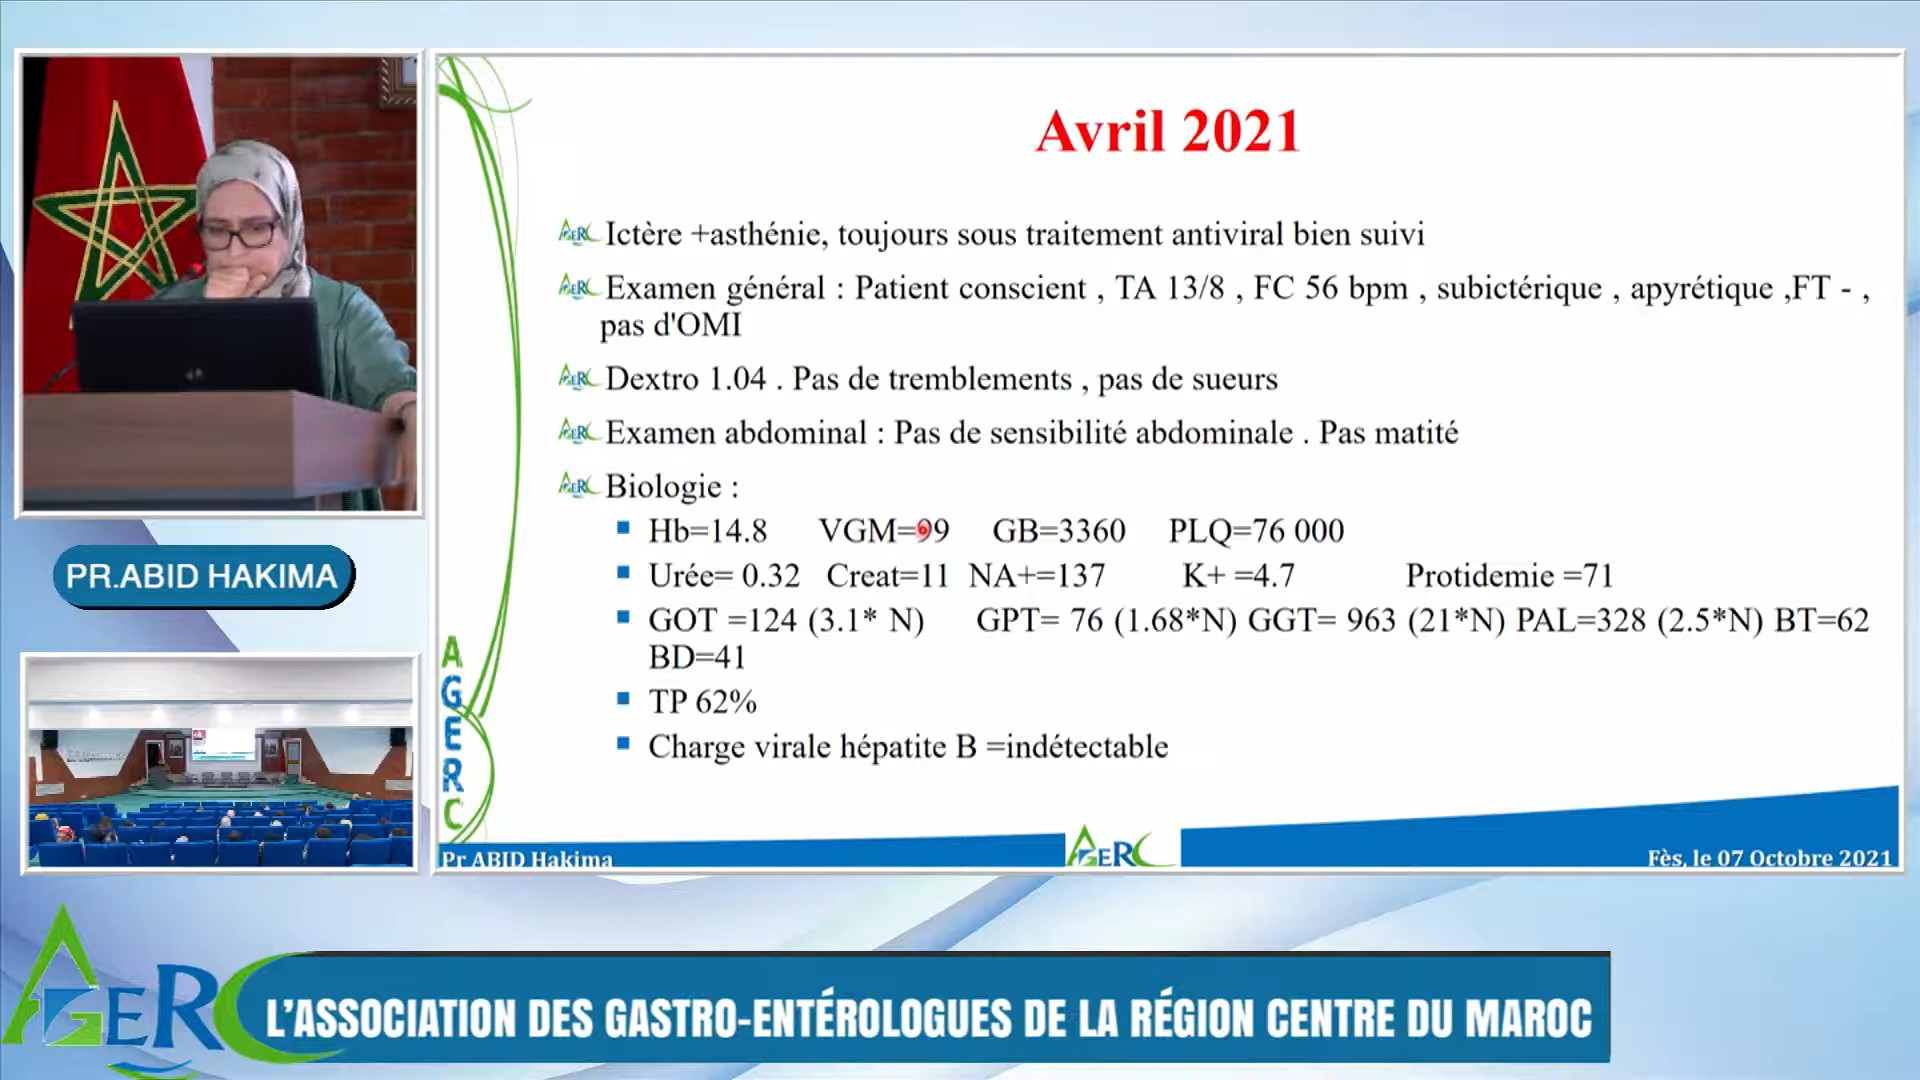 Avril 2021
Ictère +asthénie, toujours sous traitement antiviral bien suivi
Examen général : Patient conscient , TA 13/8 , FC 56 bpm , subictérique , apyrétique ,FT - ,
pas d'OMI
Dextro 1.04 . Pas de tremblements , pas de sueurs
Examen abdominal : Pas de sensibilité abdominale . Pas matité
Biologie :
Hb=14.8 VGM=99 GB=3360 PLQ=76 000
Urée= 0.32 Creat=11 NA+=137 K+ =4.7 Protidemie =71
GOT =124 (3.1* N) GPT= 76 (1.68*N) GGT= 963 (21*N) PAL=328 (2.5*N) BT=62
BD=41
TP 62%
Charge virale hépatite B =indétectable
AGERC
Pr ABID Hakima
AGERC
Fès, le 07 Octobre 2021
PR.ABID HAKIMA
AGERC
L'ASSOCIATION DES GASTRO-ENTÉROLOGUES DE LA RÉGION CENTRE DU MAROC